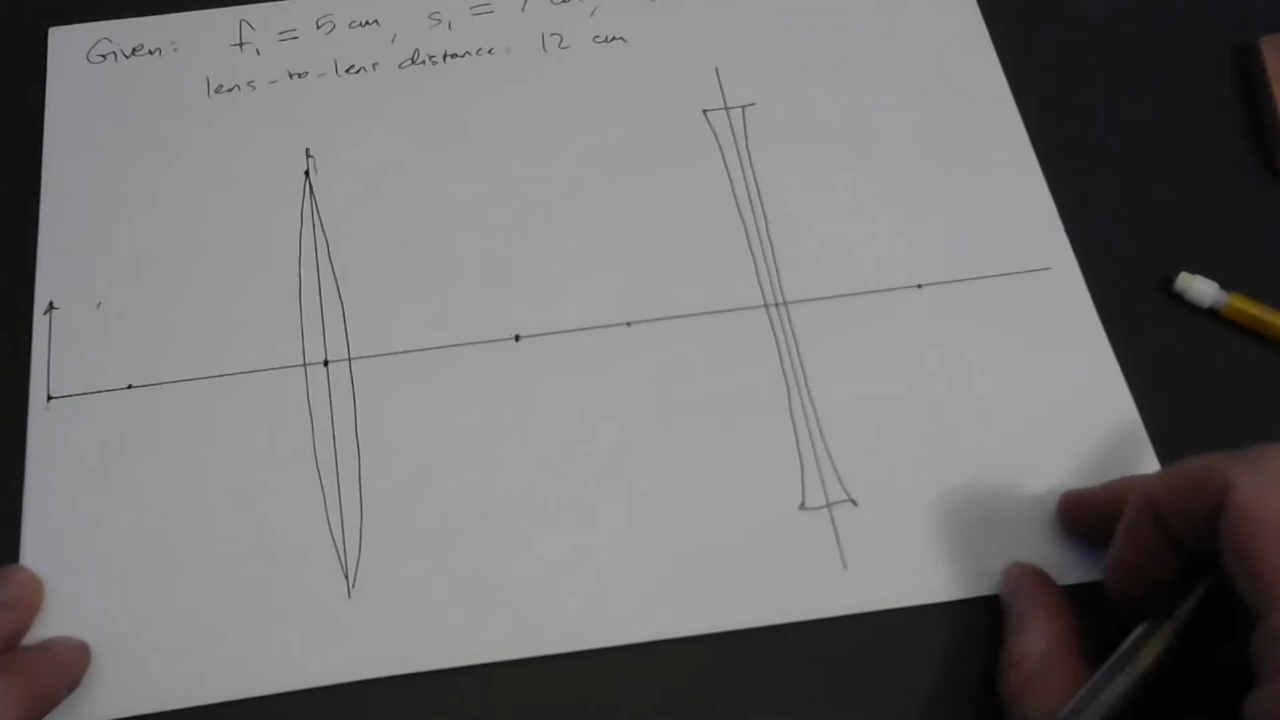 Given: f₁ = 5 cm, s₁ =
lens-to-lens distance: 12 cm